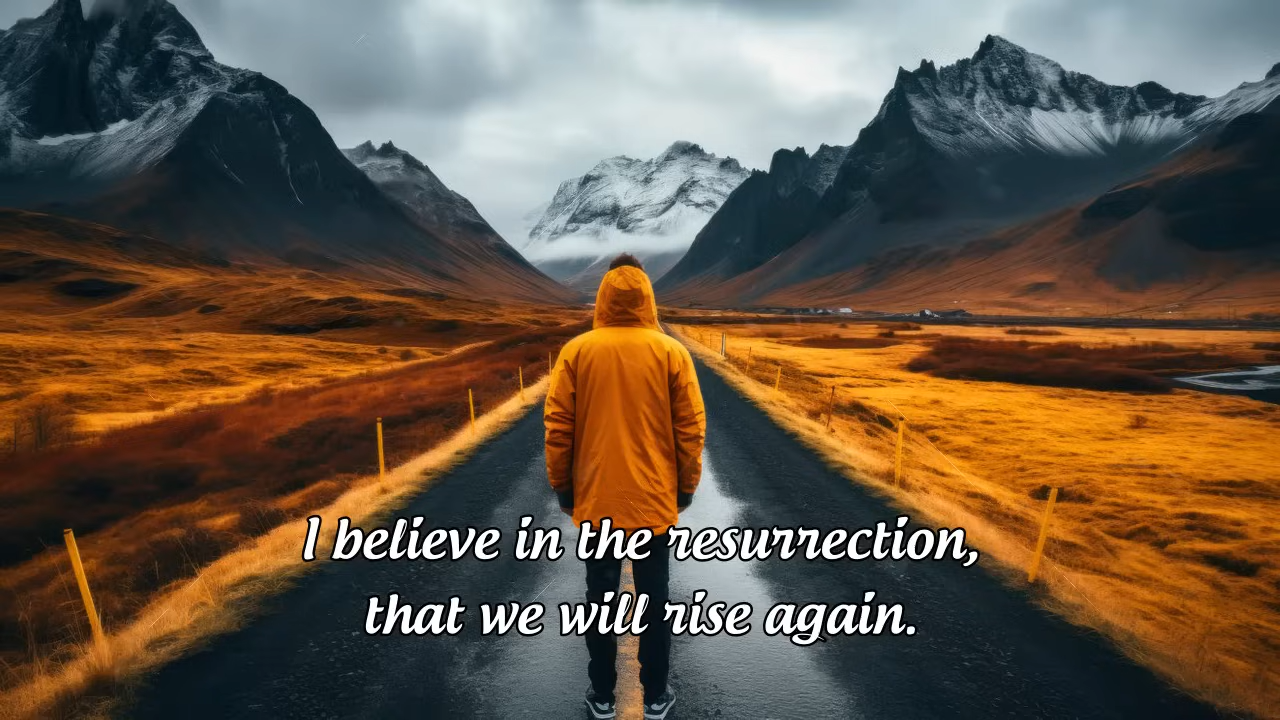 I believe in the resurrection,
that we will rise again.